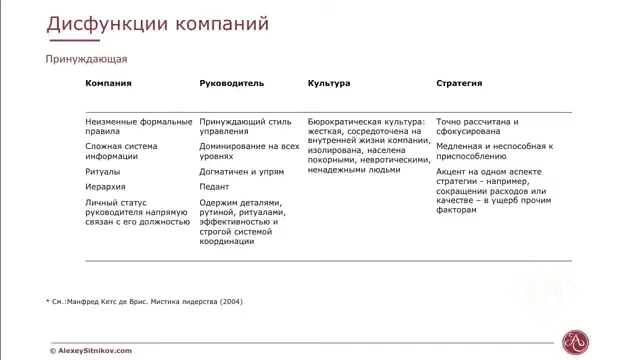 Дисфункции компаний
Принуждающая
Компания
Руководитель
Культура
Стратегия
Неизменные формальные
правила
Сложная система
информации
Ритуалы
Иерархия
Личный статус
руководителя напрямую
связан с его должностью
Принуждающий стиль
управления
Доминирование на всех
уровнях
Догматичен и упрям
Педант
Одержим деталями,
рутиной, ритуалами,
эффективностью и
строгой системой
координации
Бюрократическая культура:
жесткая, сосредоточена на
внутренней жизни компании,
изолирована, населена
покорными, невротическими,
ненадежными людьми
Точно рассчитана и
сфокусирована
Медленная и неспособная к
приспособлению
Акцент на одном аспекте
стратегии - например,
сокращении расходов или
качестве – в ущерб прочим
факторам
* См.:Манфред Кетс де Врис. Мистика лидерства (2004)
© AlexeySitnikov.com